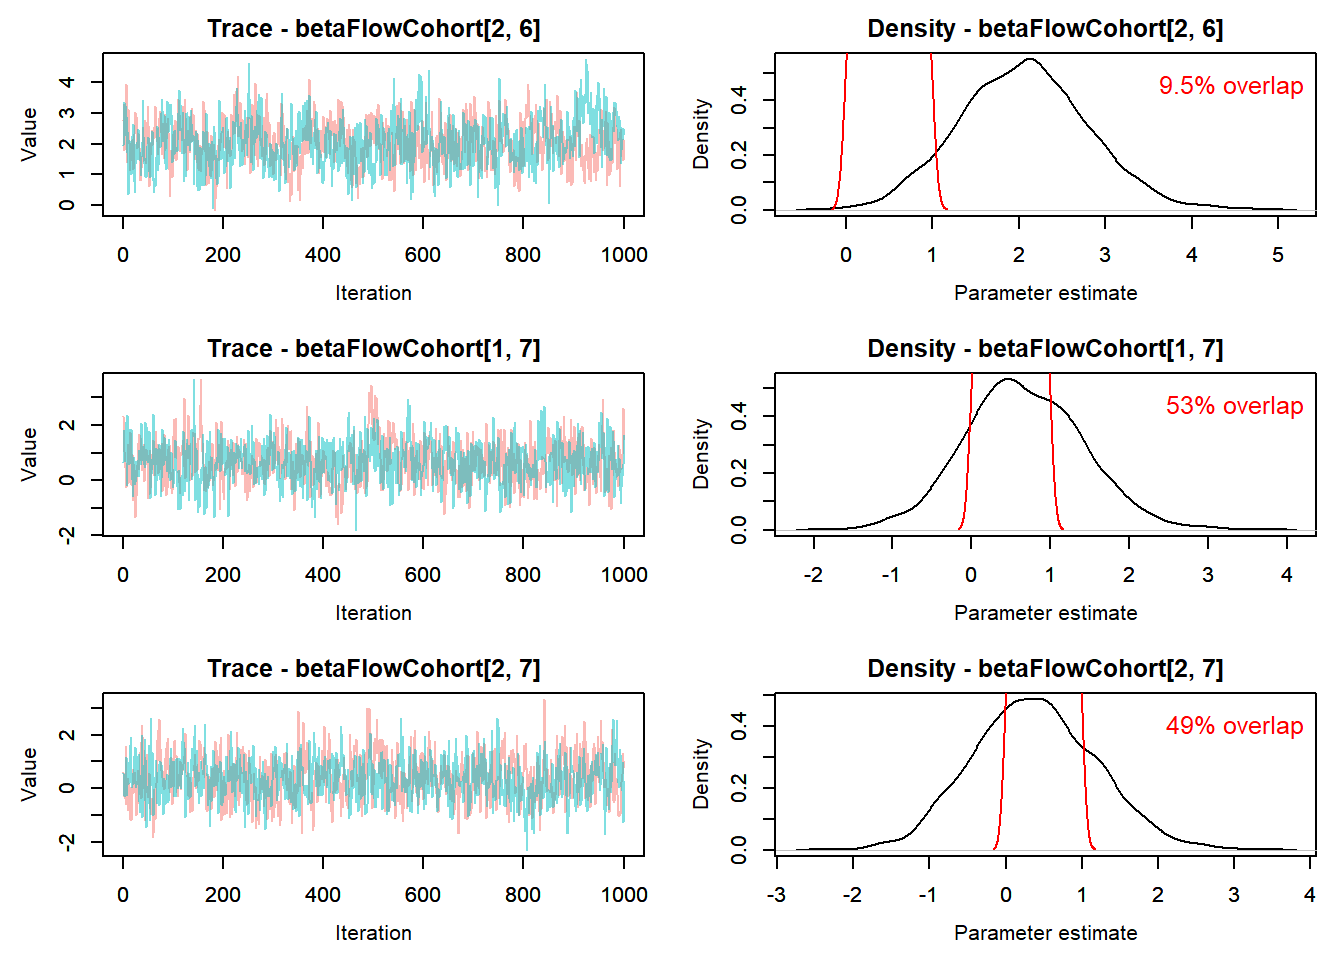 Trace - betaFlowCohort[2, 6]
Value
0 1 2 3 4
0 200 400 600 800 1000
Iteration
Density - betaFlowCohort[2, 6]
9.5% overlap
Density
0.0 0.2 0.4
0 1 2 3 4 5
Parameter estimate
Trace - betaFlowCohort[1, 7]
Value
-2 0 2
0 200 400 600 800 1000
Iteration
Density - betaFlowCohort[1, 7]
53% overlap
Density
0.0 0.2 0.4
-2 -1 0 1 2 3 4
Parameter estimate
Trace - betaFlowCohort[2, 7]
Value
-2 0 2
0 200 400 600 800 1000
Iteration
Density - betaFlowCohort[2, 7]
49% overlap
Density
0.0 0.2 0.4
-3 -2 -1 0 1 2 3 4
Parameter estimate